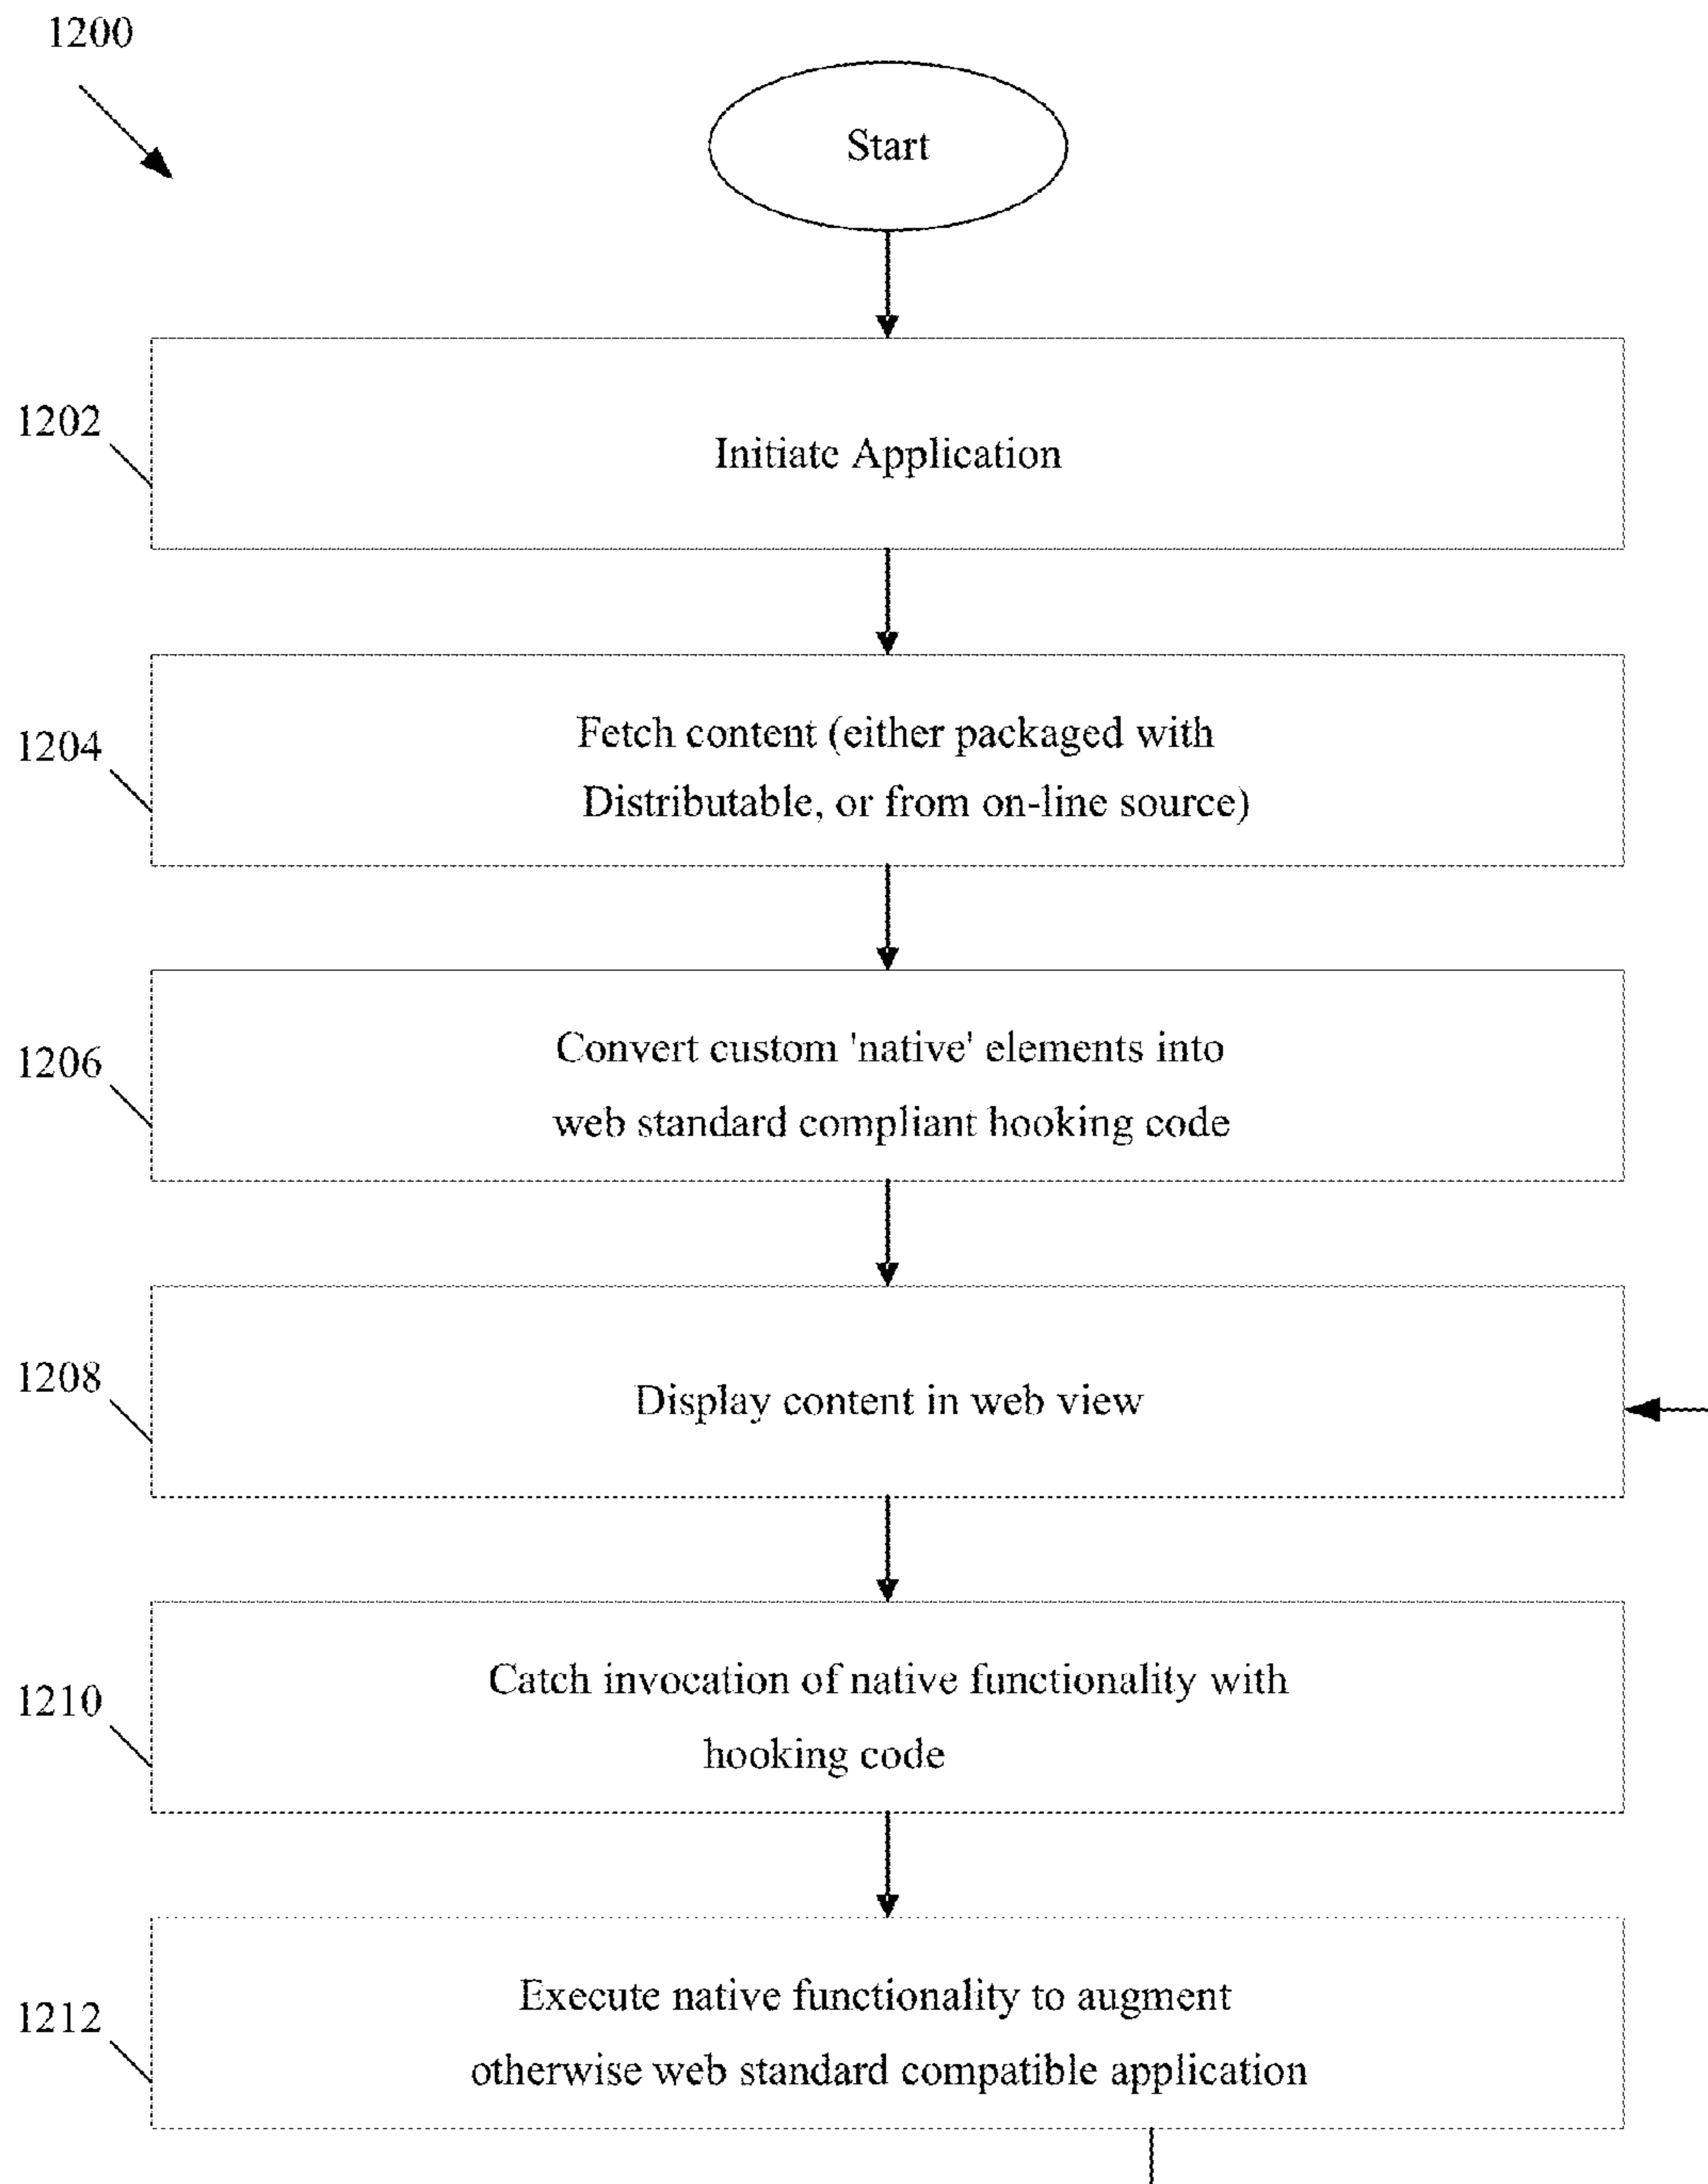 1200
Start
1202
Initiate Application
1204
Fetch content (either packaged with
Distributable, or from on-line source)
1206
Convert custom 'native' elements into
web standard compliant hooking code
1208
Display content in web view
1210
Catch invocation of native functionality with
hooking code
1212
Execute native functionality to augment
otherwise web standard compatible application